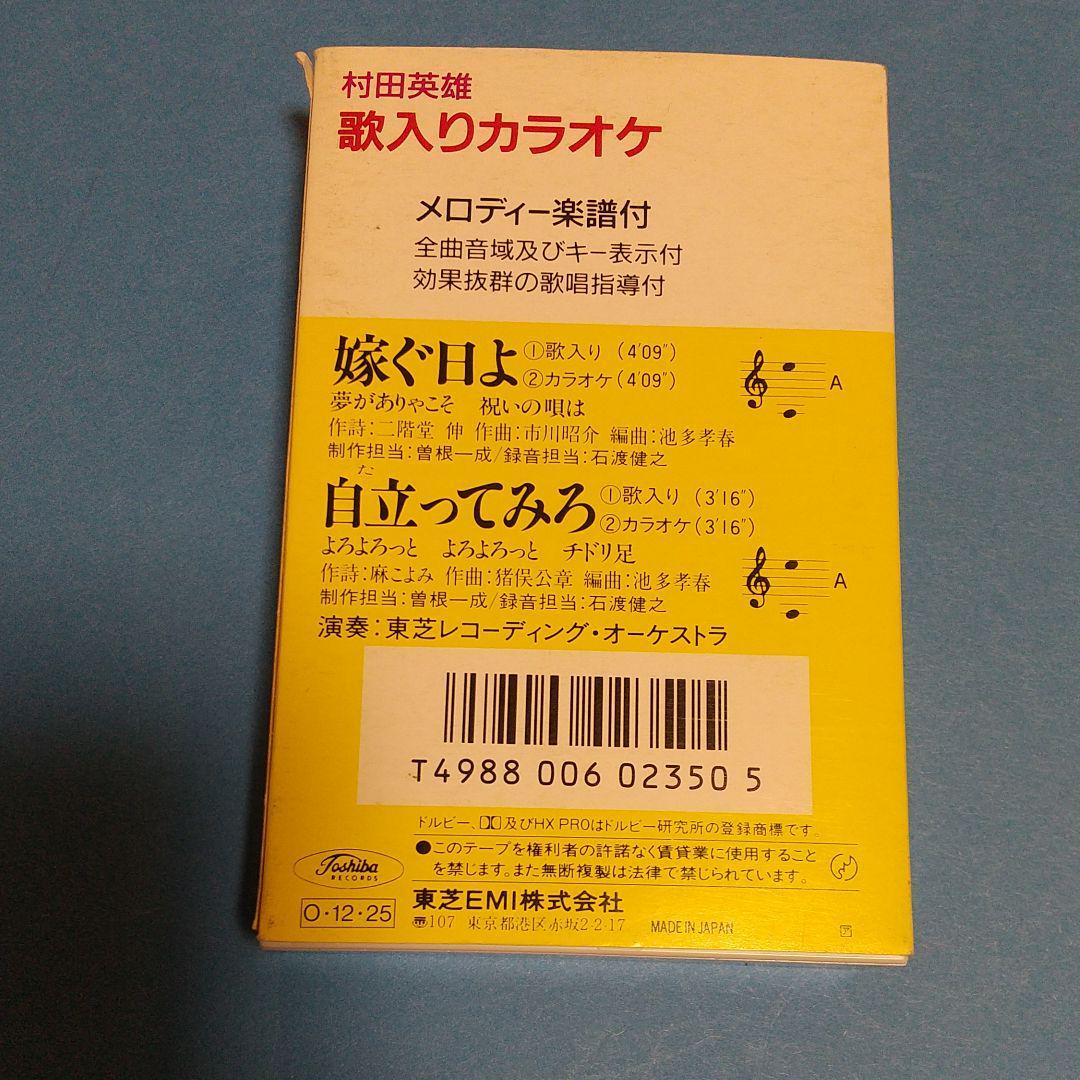 村田英雄
歌入りカラオケ
メロディー楽譜付
全曲音域及びキー表示付
効果抜群の歌唱指導付
嫁ぐ日よ ①歌入り (4'09")
②カラオケ(4'09")
A
夢がありゃこそ 祝いの唄は
作詩:二階堂 伸 作曲:市川昭介 編曲:池多孝春
制作担当:曽根一成/録音担当:石渡健之
た
自立ってみろ ①歌入り (3'16")
②カラオケ(3'16")
A
よろよろっと よろよろっと チドリ足
作詩:麻こよみ 作曲:猪俣公章 編曲:池多孝春
制作担当:曽根一成/録音担当:石渡健之
演奏:東芝レコーディング・オーケストラ
T4988 006 02350 5
ドルビー、及びHX PROはドルビー研究所の登録商標です。
●このテープを権利者の許諾なく賃貸業に使用すること
を禁じます。また無断複製は法律で禁じられています。
Toshiba
RECORDS
東芝EMI株式会社
O・12・25
〠107 東京都港区赤坂2-2-17 MADE IN JAPAN
ア